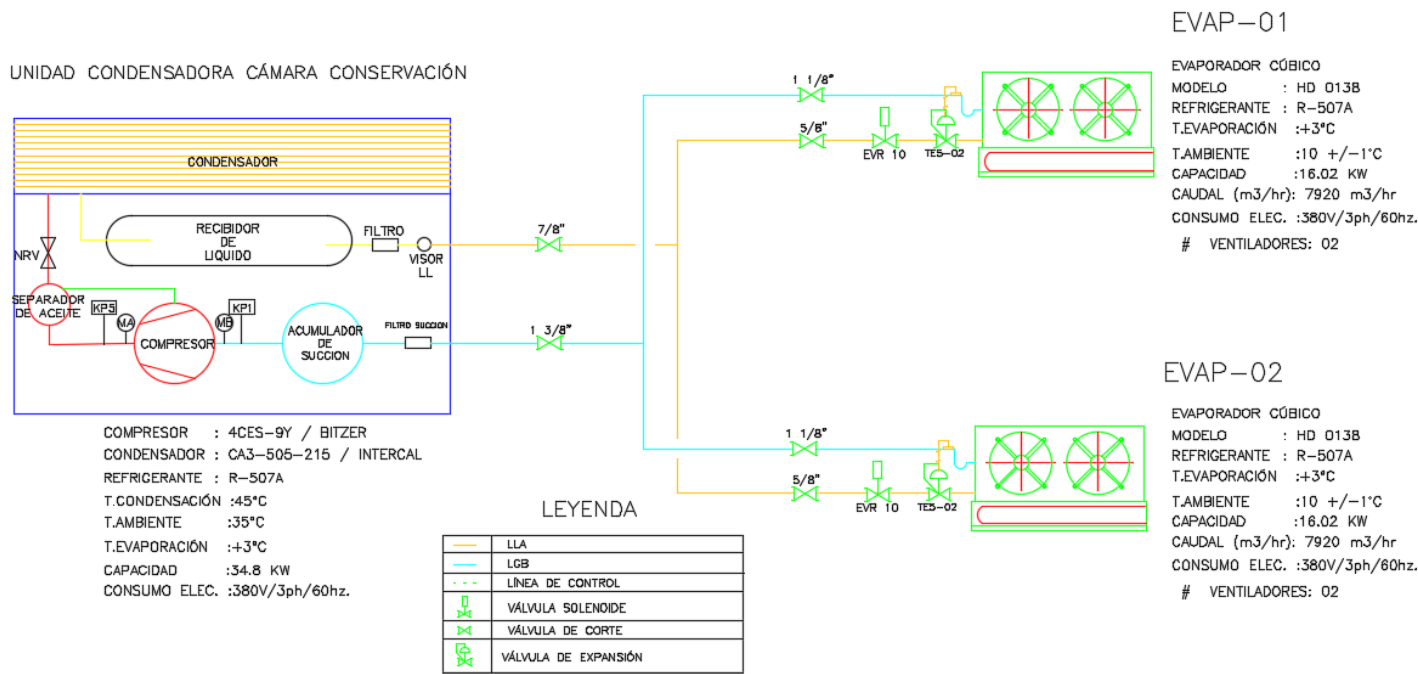 UNIDAD CONDENSADORA CÁMARA CONSERVACIÓN
CONDENSADOR
RECIBIDOR
DE
LIQUIDO
FILTRO
VISOR
LL
NRV
SEPARADOR
DE ACEITE
KP5
MA
COMPRESOR
MB
KP1
ACUMULADOR
DE
SUCCION
FILTRO SUCCION
7/8"
1 3/8"
COMPRESOR : 4CES-9Y / BITZER
CONDENSADOR : CA3-505-215 / INTERCAL
REFRIGERANTE : R-507A
T.CONDENSACIÓN :45°C
T.AMBIENTE :35°C
T.EVAPORACIÓN :+3°C
CAPACIDAD :34.8 KW
CONSUMO ELEC. :380V/3ph/60hz.
1 1/8"
5/8"
EVR 10
TE5-02
EVAP-01
EVAPORADOR CÚBICO
MODELO : HD 013B
REFRIGERANTE : R-507A
T.EVAPORACIÓN :+3°C
T.AMBIENTE :10 +/-1°C
CAPACIDAD :16.02 KW
CAUDAL (m3/hr): 7920 m3/hr
CONSUMO ELEC. :380V/3ph/60hz.
# VENTILADORES: 02
1 1/8"
5/8"
EVR 10
TE5-02
EVAP-02
EVAPORADOR CÚBICO
MODELO : HD 013B
REFRIGERANTE : R-507A
T.EVAPORACIÓN :+3°C
T.AMBIENTE :10 +/-1°C
CAPACIDAD :16.02 KW
CAUDAL (m3/hr): 7920 m3/hr
CONSUMO ELEC. :380V/3ph/60hz.
# VENTILADORES: 02
LEYENDA
LLA
LGB
LÍNEA DE CONTROL
VÁLVULA SOLENOIDE
VÁLVULA DE CORTE
VÁLVULA DE EXPANSIÓN